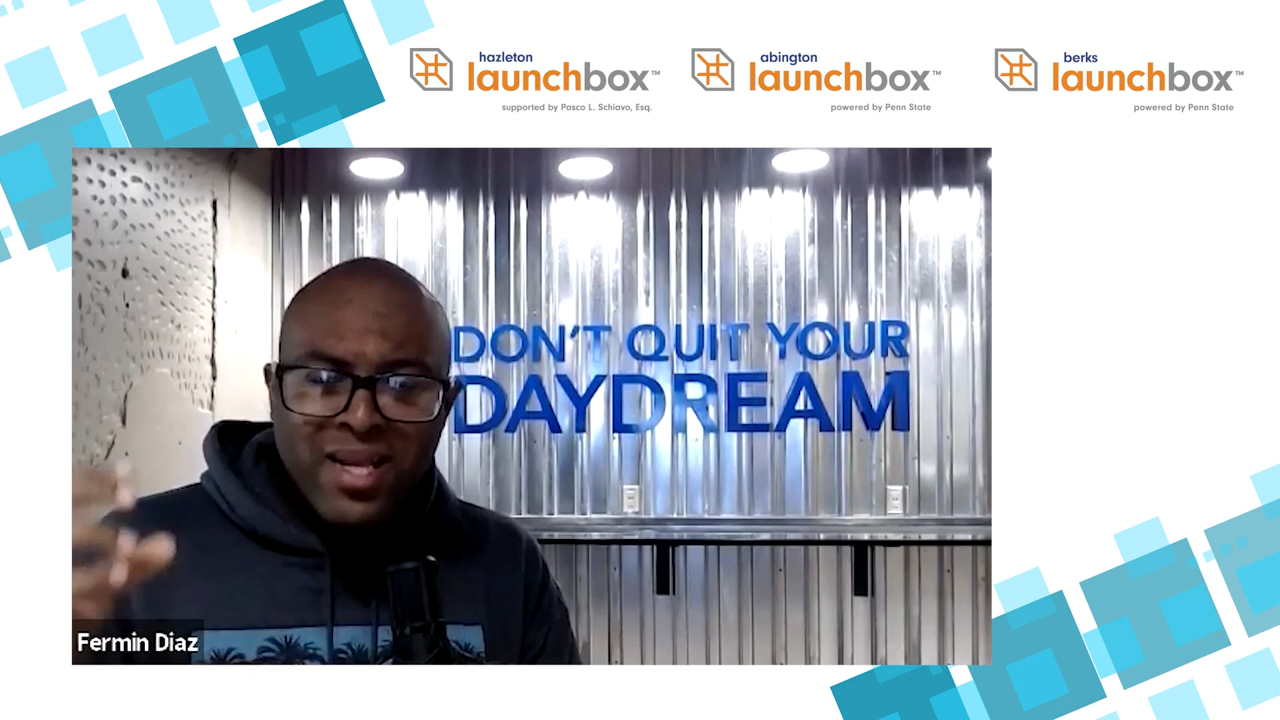 hazleton
launchbox™
supported by Pasco L. Schiavo, Esq.
abington
launchbox™
powered by Penn State
berks
launchbox™
powered by Penn State
DON'T QUIT YOUR
DAYDREAM
Fermin Diaz